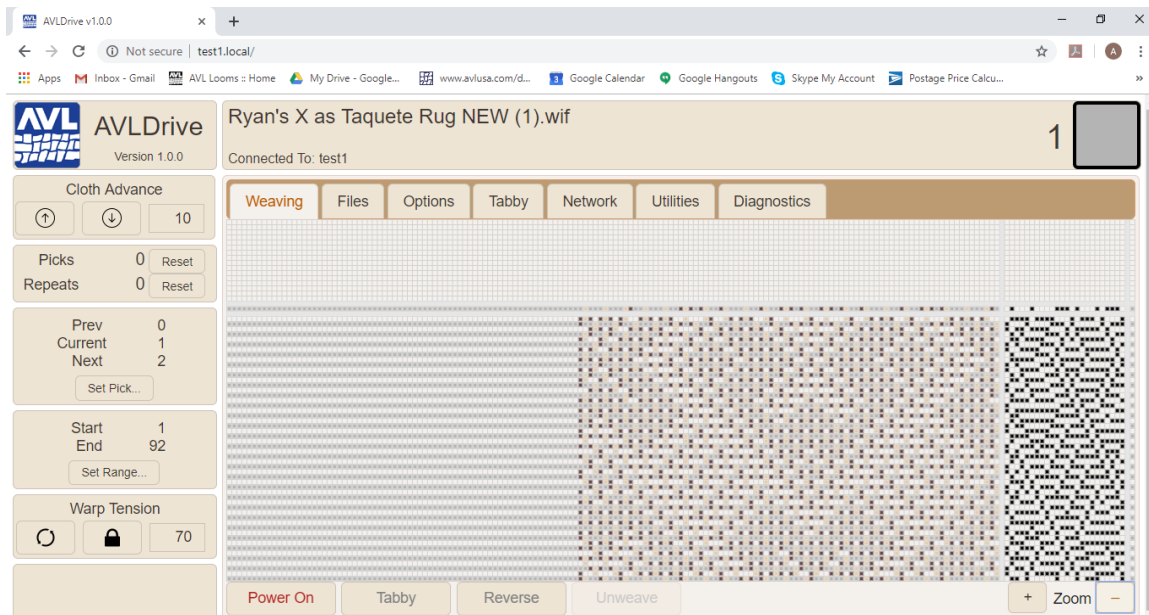 AVLDrive v1.0.0
Not secure test1.local/
Apps Inbox - Gmail AVL Looms :: Home My Drive - Google... www.avlusa.com/d... 3 Google Calendar Google Hangouts Skype My Account Postage Price Calcu... »
A
AVL
AVLDrive
Version 1.0.0
Ryan's X as Taquete Rug NEW (1).wif
Connected To: test1
1
Cloth Advance
10
Picks 0 Reset
Repeats 0 Reset
Prev 0
Current 1
Next 2
Set Pick...
Start 1
End 92
Set Range...
Warp Tension
70
Weaving Files Options Tabby Network Utilities Diagnostics
Power On Tabby Reverse Unweave + Zoom −